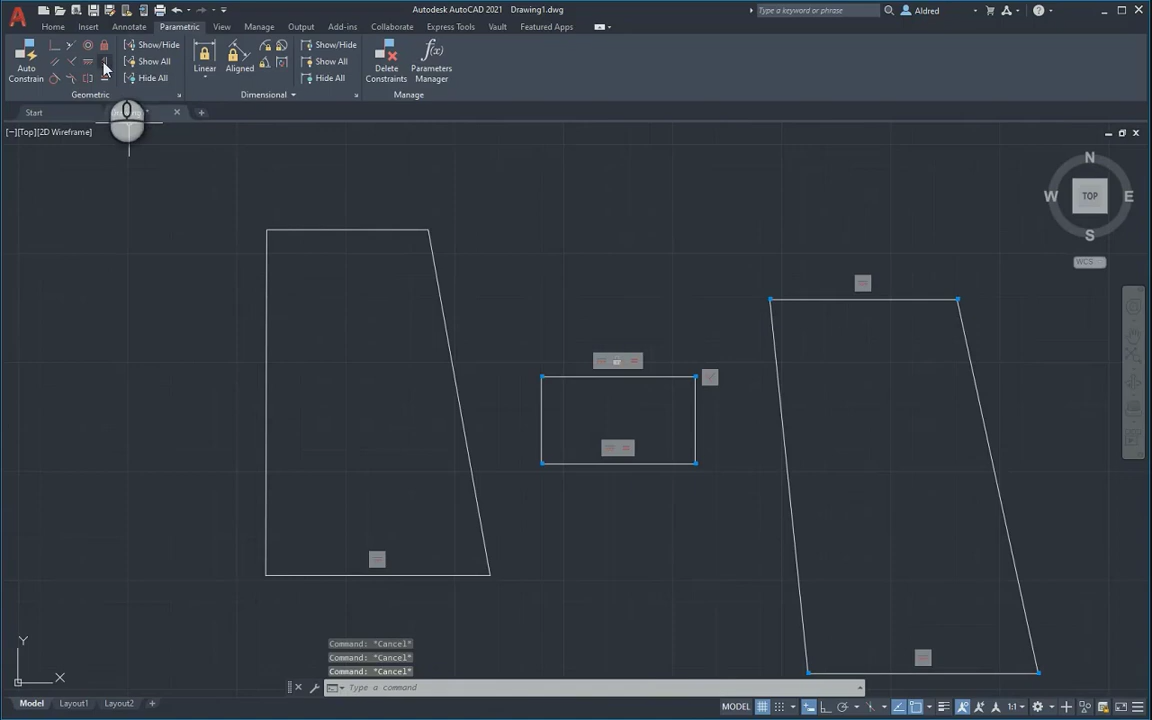 Autodesk AutoCAD 2021 Drawing1.dwg
Type a keyword or phrase
Aldred
Home Insert Annotate Parametric View Manage Output Add-ins Collaborate Express Tools Vault Featured Apps
Auto
Constrain
Show/Hide
Show All
Hide All
Geometric
Linear
Aligned
Show/Hide
Show All
Hide All
Dimensional
Delete
Constraints
Parameters
Manager
Manage
Start
[−][Top][2D Wireframe]
N
W TOP E
S
WCS
Y
X
Command: *Cancel*
Command: *Cancel*
Command: *Cancel*
Type a command
Model Layout1 Layout2 +
MODEL
1:1